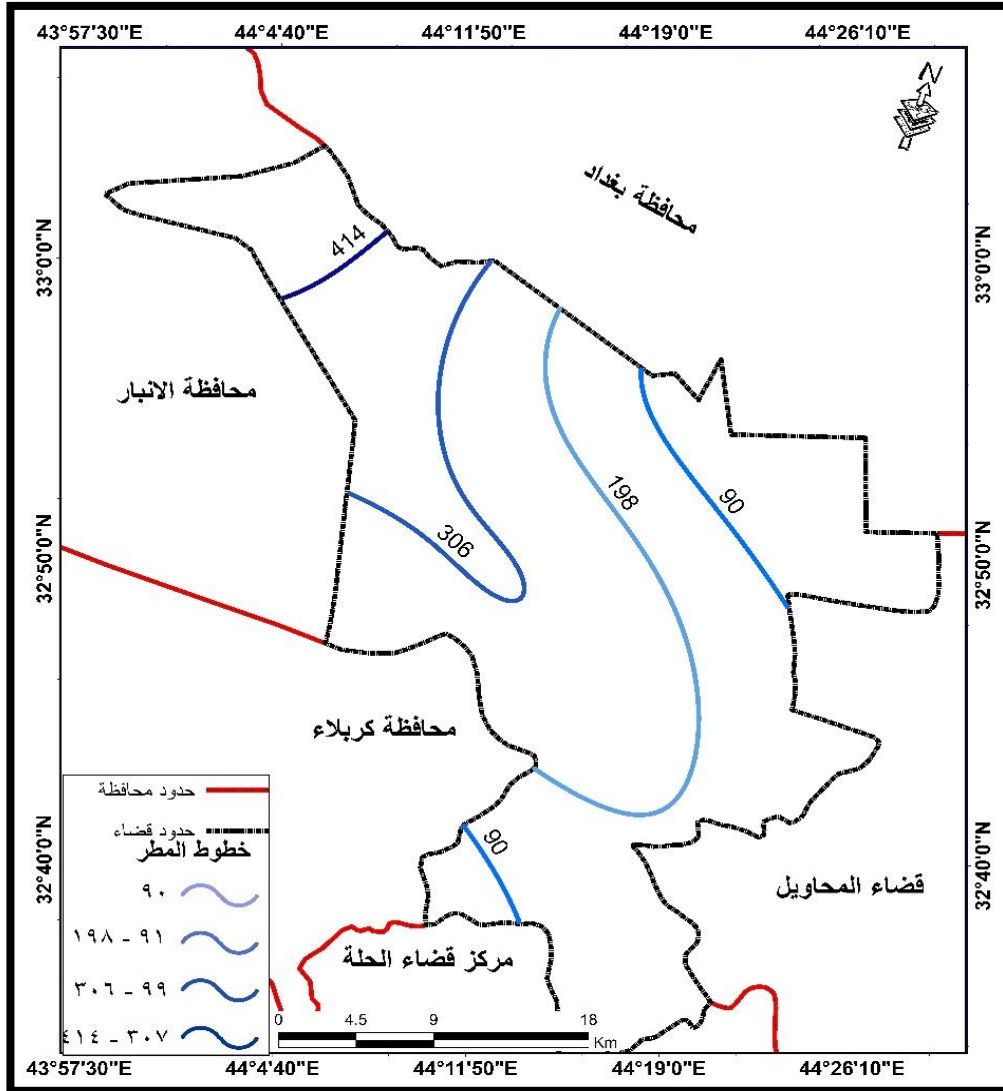 43°57'30"E 44°4'40"E 44°11'50"E 44°19'0"E 44°26'10"E
N
محافظة بغداد
33°0'0"N
33°0'0"N
414
محافظة الانبار
198
90
306
32°50'0"N
32°50'0"N
محافظة كربلاء
حدود محافظة
حدود قضاء
خطوط المطر
٩٠
٩١ - ١٩٨
٩٩ - ٣٠٦
٣٠٧ - ٤١٤
90
32°40'0"N
32°40'0"N
قضاء المحاويل
مركز قضاء الحلة
0 4.5 9 18
Km
43°57'30"E 44°4'40"E 44°11'50"E 44°19'0"E 44°26'10"E